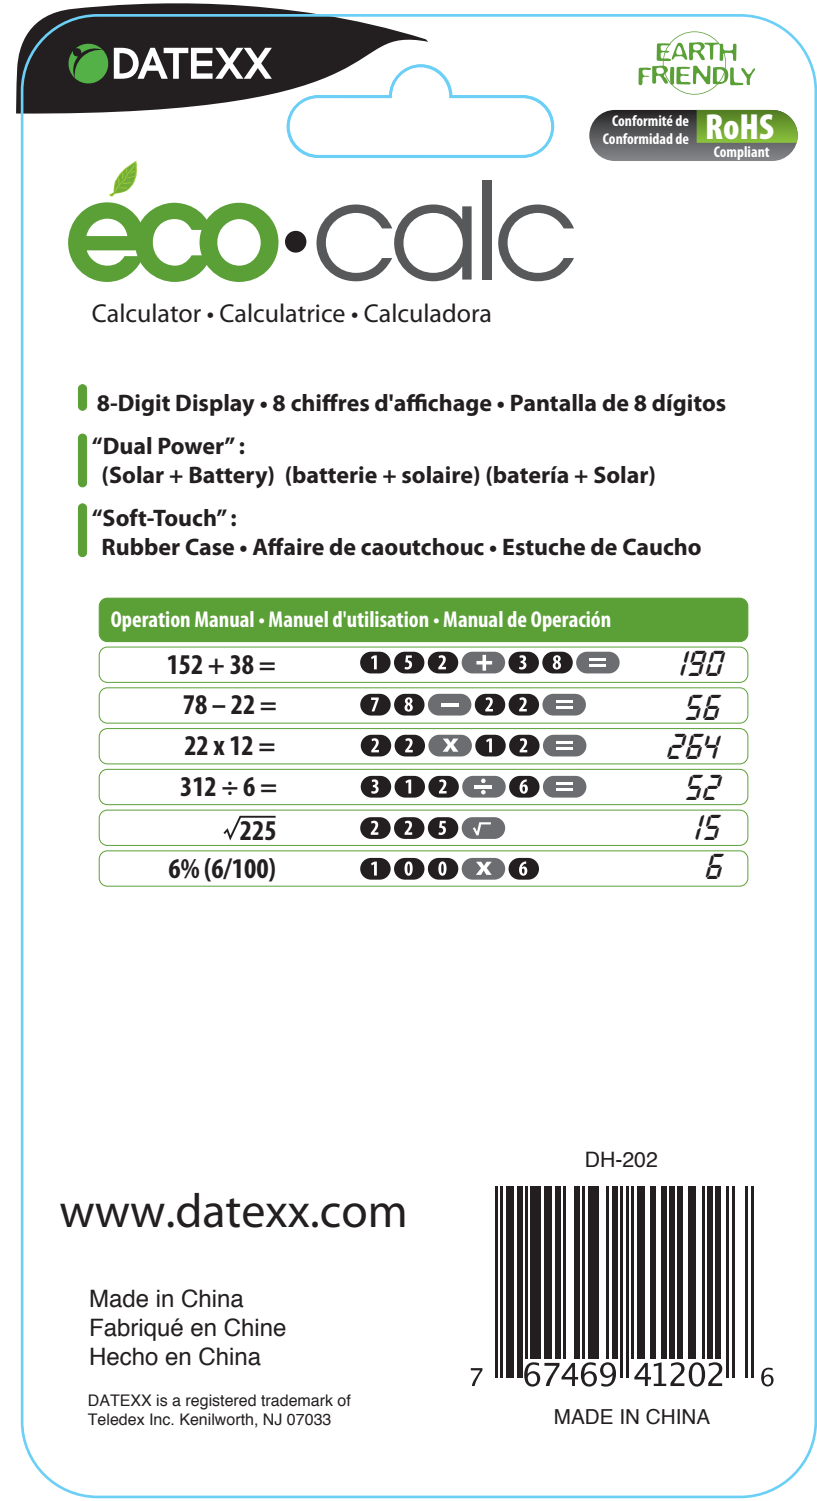 DATEXX
EARTH
FRIENDLY
Conformité de
Conformidad de
RoHS
Compliant
éco•calc
Calculator • Calculatrice • Calculadora
8-Digit Display • 8 chiffres d'affichage • Pantalla de 8 dígitos
“Dual Power” :
(Solar + Battery) (batterie + solaire) (batería + Solar)
“Soft-Touch” :
Rubber Case • Affaire de caoutchouc • Estuche de Caucho
Operation Manual • Manuel d'utilisation • Manual de Operación
152 + 38 = 1 5 2 + 3 8 = 190
78 – 22 = 7 8 – 2 2 = 56
22 x 12 = 2 2 x 1 2 = 264
312 ÷ 6 = 3 1 2 ÷ 6 = 52
√225 2 2 5 √ 15
6% (6/100) 1 0 0 x 6 6
DH-202
www.datexx.com
Made in China
Fabriqué en Chine
Hecho en China
7 67469 41202 6
DATEXX is a registered trademark of
Teledex Inc. Kenilworth, NJ 07033
MADE IN CHINA